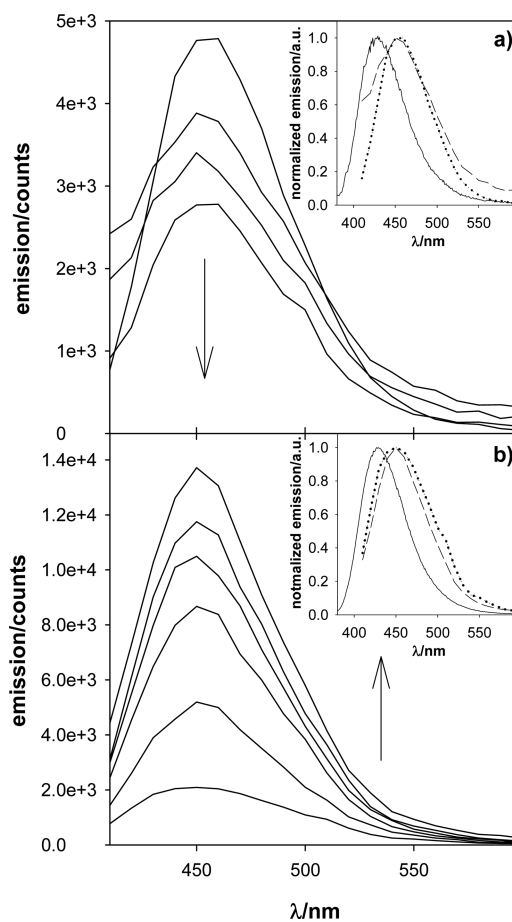 5e+3
4e+3
3e+3
2e+3
1e+3
0
emission/counts
a)
1.0
0.8
0.6
0.4
0.2
0.0
normalized emission/a.u.
400 450 500 550
λ/nm
1.4e+4
1.2e+4
1.0e+4
8.0e+3
6.0e+3
4.0e+3
2.0e+3
0.0
emission/counts
b)
1.0
0.8
0.6
0.4
0.2
0.0
notmalized emission/a.u.
400 450 500 550
λ/nm
450 500 550
λ/nm